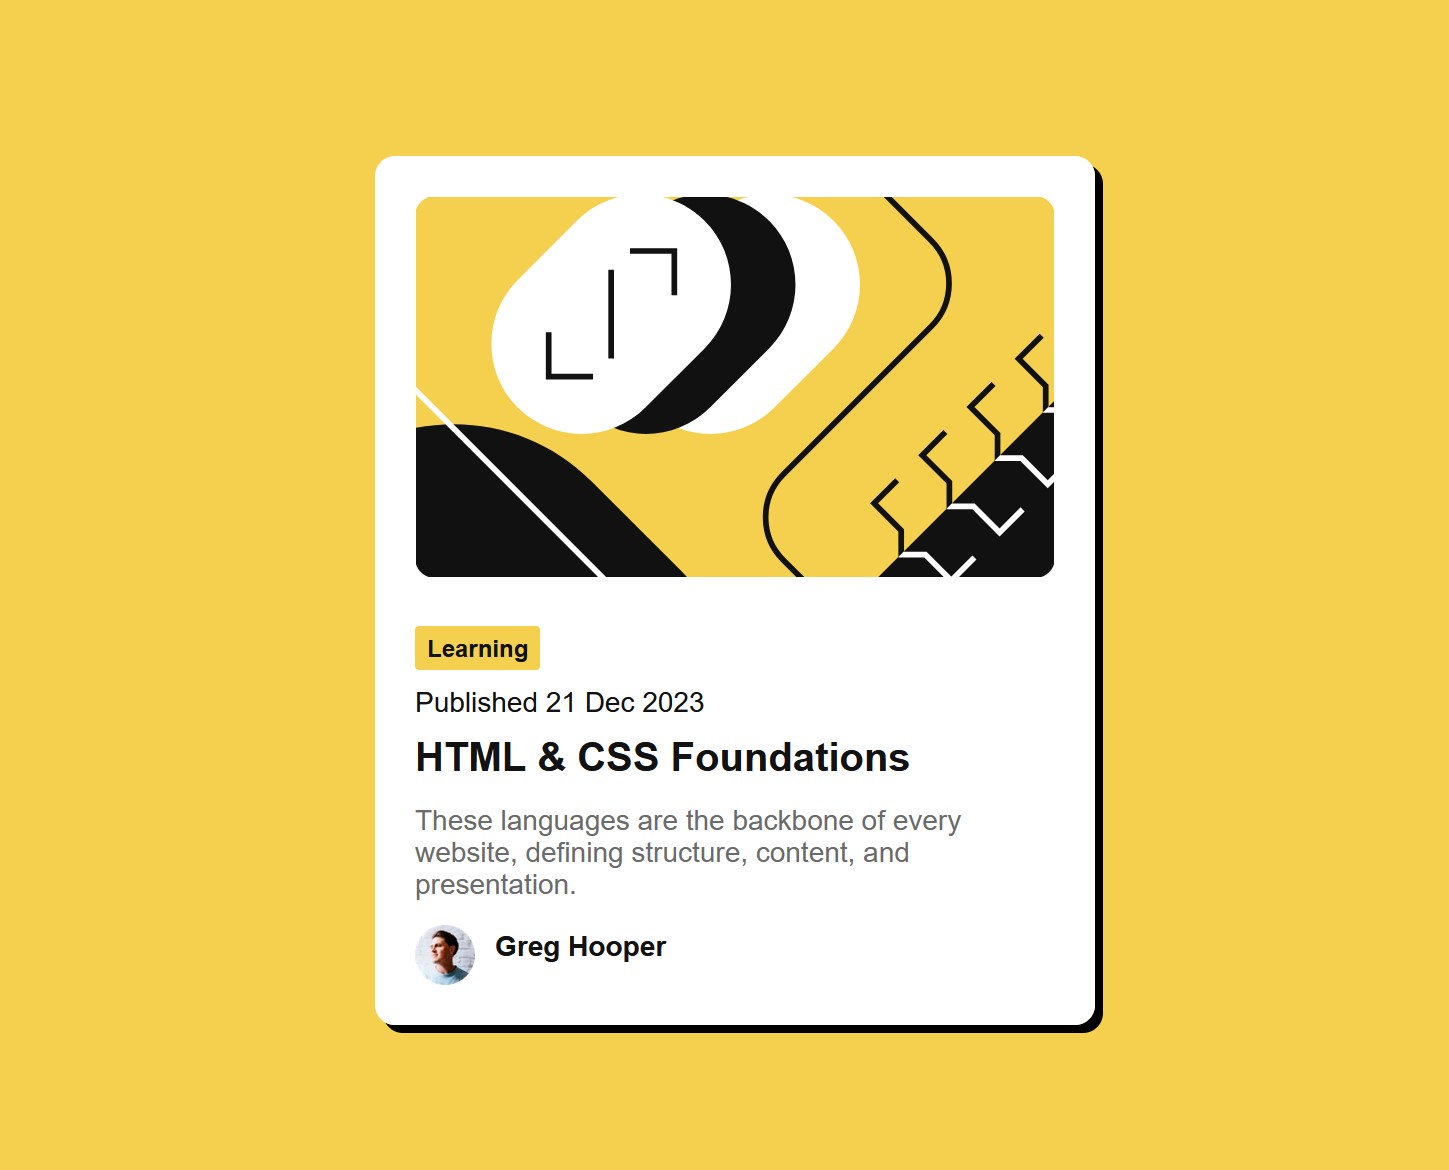 Learning
Published 21 Dec 2023
HTML & CSS Foundations
These languages are the backbone of every
website, defining structure, content, and
presentation.
Greg Hooper